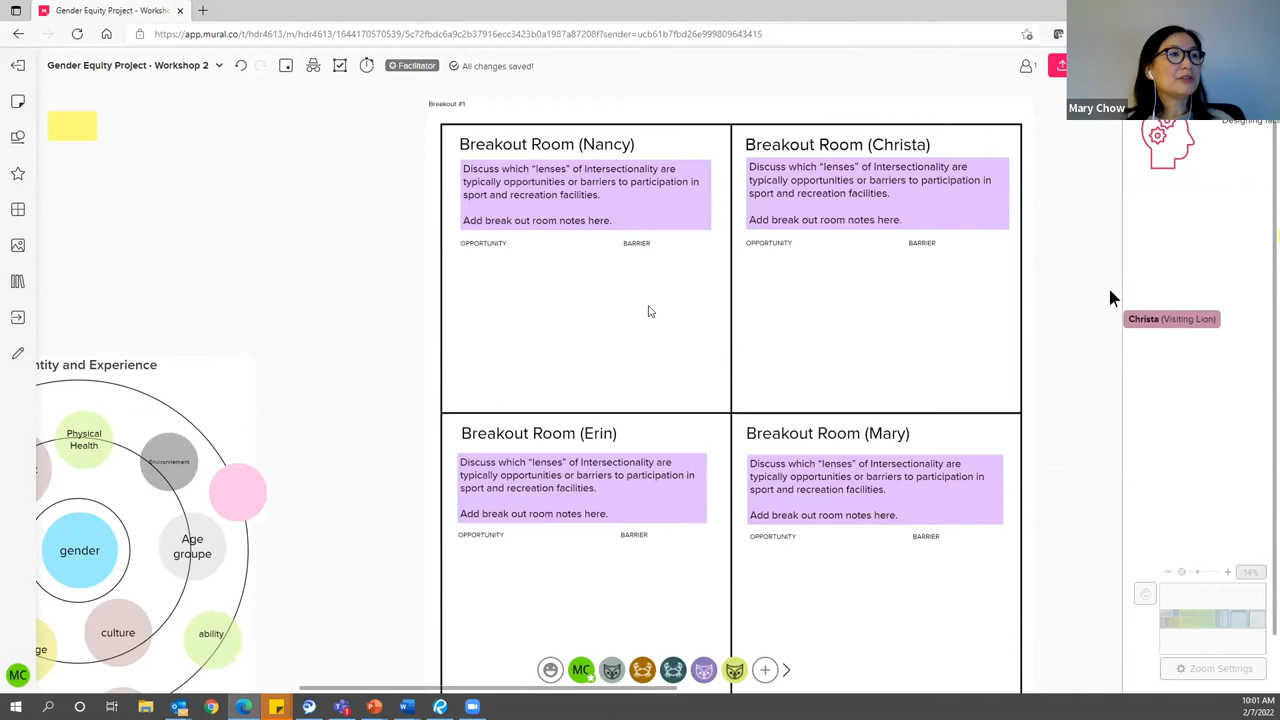 Gender Equity Project - Worksho
https://app.mural.co/t/hdr4613/m/hdr4613/1644170570539/5c72fbdc6a9c2b37916ecc3423b0a1987a87208f?sender=ucb61b7fbd26e999809643415
Gender Equity Project - Workshop 2
Facilitator
All changes saved!
1
Mary Chow
Breakout #1
Breakout Room (Nancy)
Discuss which “lenses” of Intersectionality are
typically opportunities or barriers to participation in
sport and recreation facilities.
Add break out room notes here.
OPPORTUNITY BARRIER
Breakout Room (Christa)
Discuss which “lenses” of Intersectionality are
typically opportunities or barriers to participation in
sport and recreation facilities.
Add break out room notes here.
OPPORTUNITY BARRIER
Christa (Visiting Lion)
ntity and Experience
Physical
Health
Environnement
gender
Age
groupe
culture
ability
ge
Breakout Room (Erin)
Discuss which “lenses” of Intersectionality are
typically opportunities or barriers to participation in
sport and recreation facilities.
Add break out room notes here.
OPPORTUNITY BARRIER
Breakout Room (Mary)
Discuss which “lenses” of Intersectionality are
typically opportunities or barriers to participation in
sport and recreation facilities.
Add break out room notes here.
OPPORTUNITY BARRIER
14%
Zoom Settings
MC
MC
10:01 AM
2/7/2022